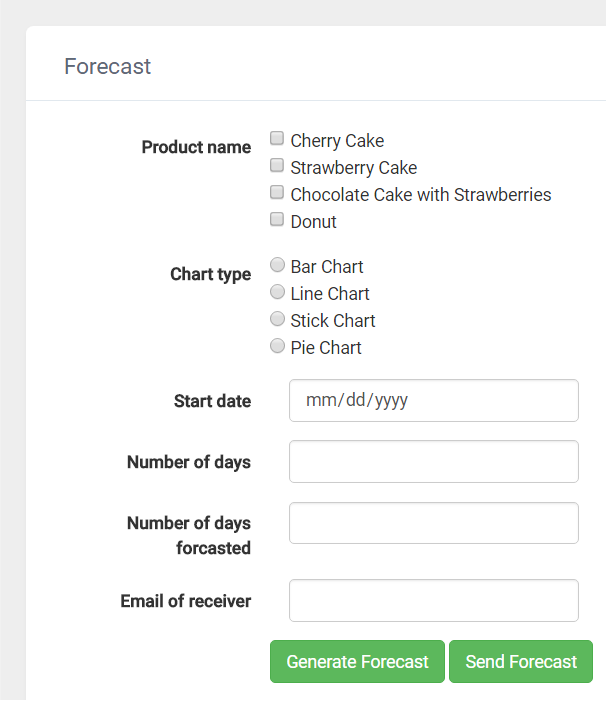 Forecast
Product name
Cherry Cake
Strawberry Cake
Chocolate Cake with Strawberries
Donut
Chart type
Bar Chart
Line Chart
Stick Chart
Pie Chart
Start date
mm/dd/yyyy
Number of days
Number of days
forcasted
Email of receiver
Generate Forecast
Send Forecast